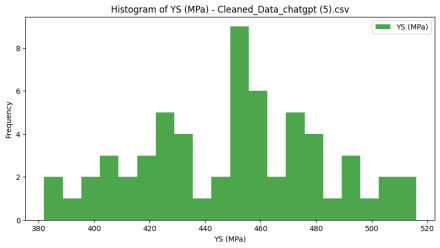 Histogram of YS (MPa) - Cleaned_Data_chatgpt (5).csv
YS (MPa)
Frequency
8
6
4
2
0
380 400 420 440 460 480 500 520
YS (MPa)